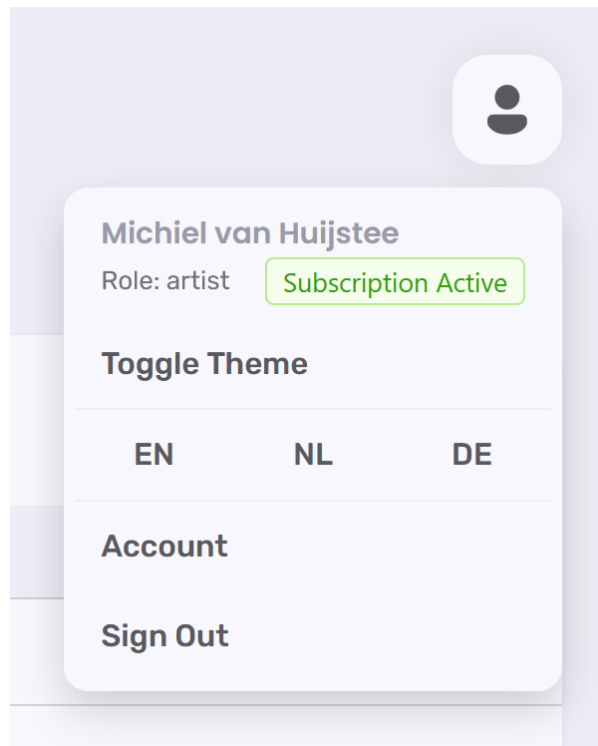 Michiel van Huijstee
Role: artist Subscription Active
Toggle Theme
EN NL DE
Account
Sign Out